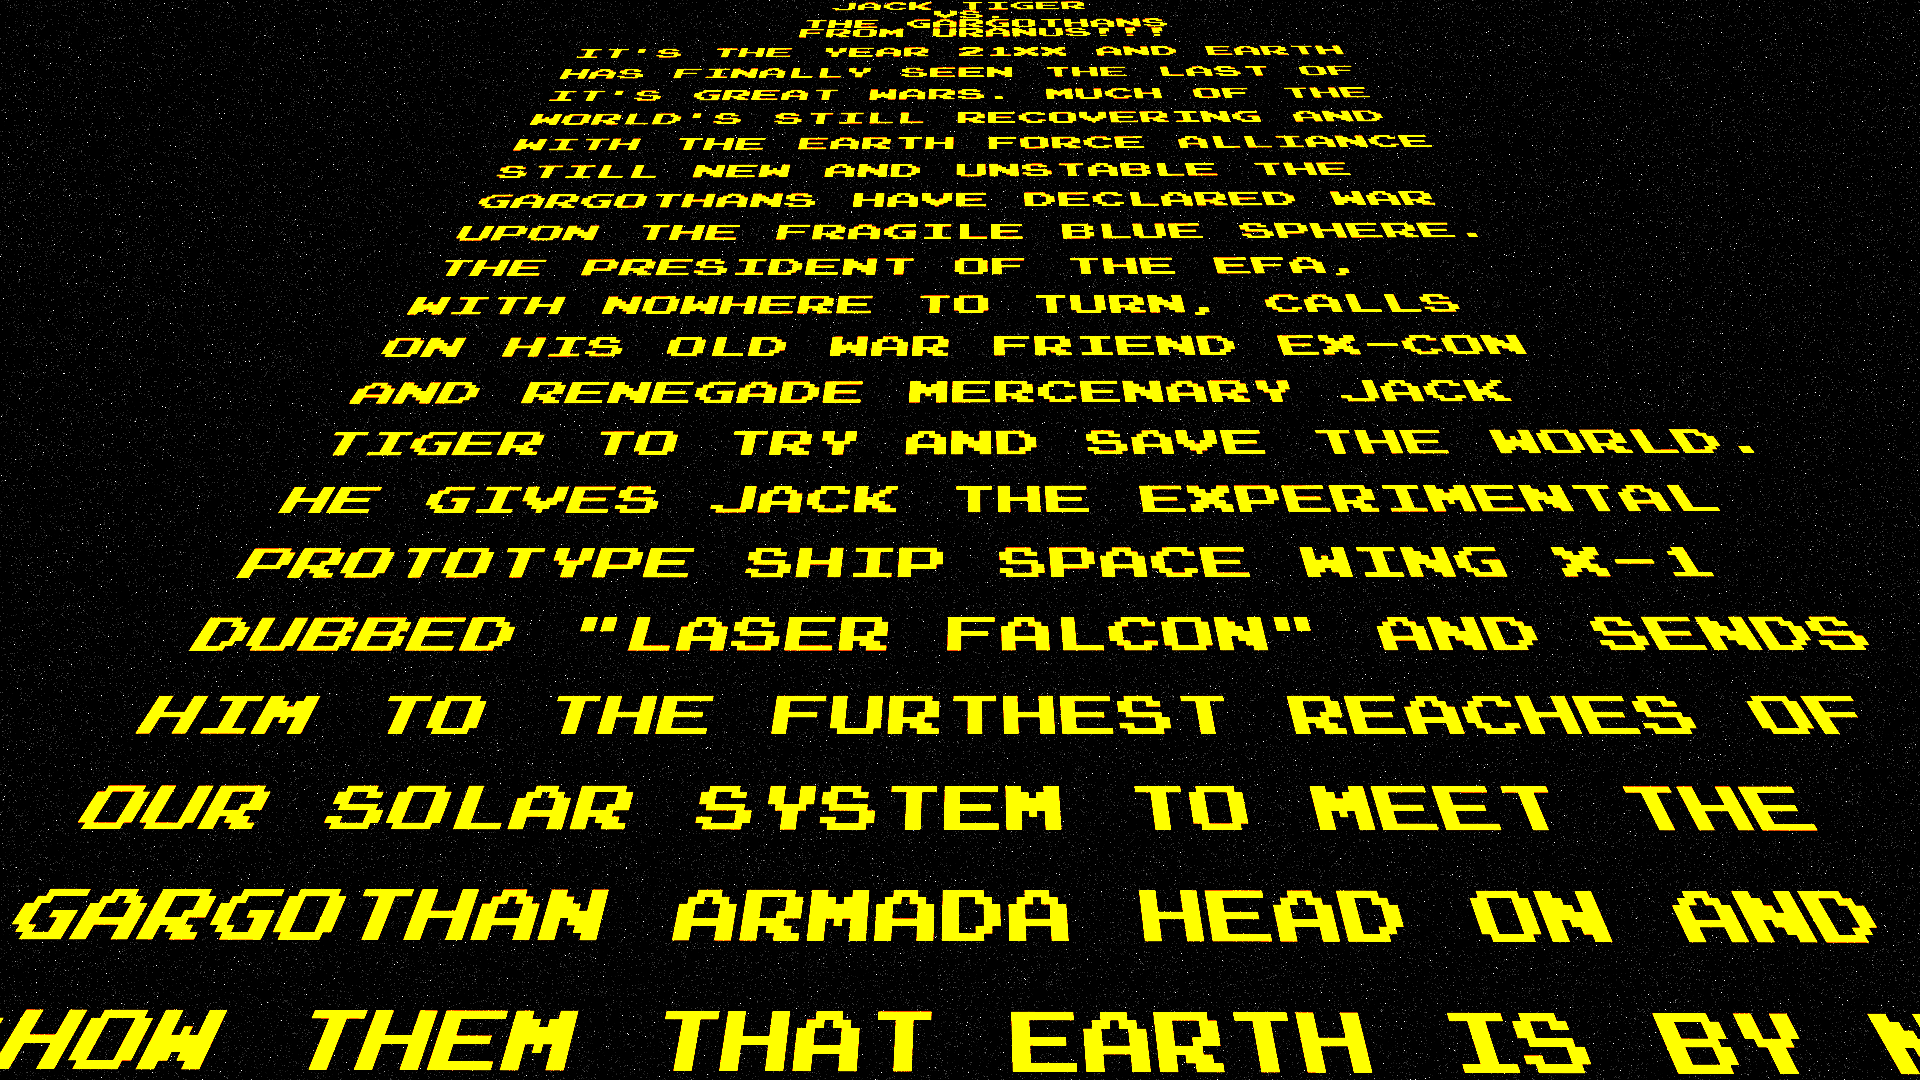 JACK TIGER
VS.
THE GARGOTHANS
FROM URANUS!!!
IT'S THE YEAR 21XX AND EARTH
HAS FINALLY SEEN THE LAST OF
IT'S GREAT WARS. MUCH OF THE
WORLD'S STILL RECOVERING AND
WITH THE EARTH FORCE ALLIANCE
STILL NEW AND UNSTABLE THE
GARGOTHANS HAVE DECLARED WAR
UPON THE FRAGILE BLUE SPHERE.
THE PRESIDENT OF THE EFA,
WITH NOWHERE TO TURN, CALLS
ON HIS OLD WAR FRIEND EX-CON
AND RENEGADE MERCENARY JACK
TIGER TO TRY AND SAVE THE WORLD.
HE GIVES JACK THE EXPERIMENTAL
PROTOTYPE SHIP SPACE WING X-1
DUBBED "LASER FALCON" AND SENDS
HIM TO THE FURTHEST REACHES OF
OUR SOLAR SYSTEM TO MEET THE
GARGOTHAN ARMADA HEAD ON AND
THEM THAT EARTH IS BY